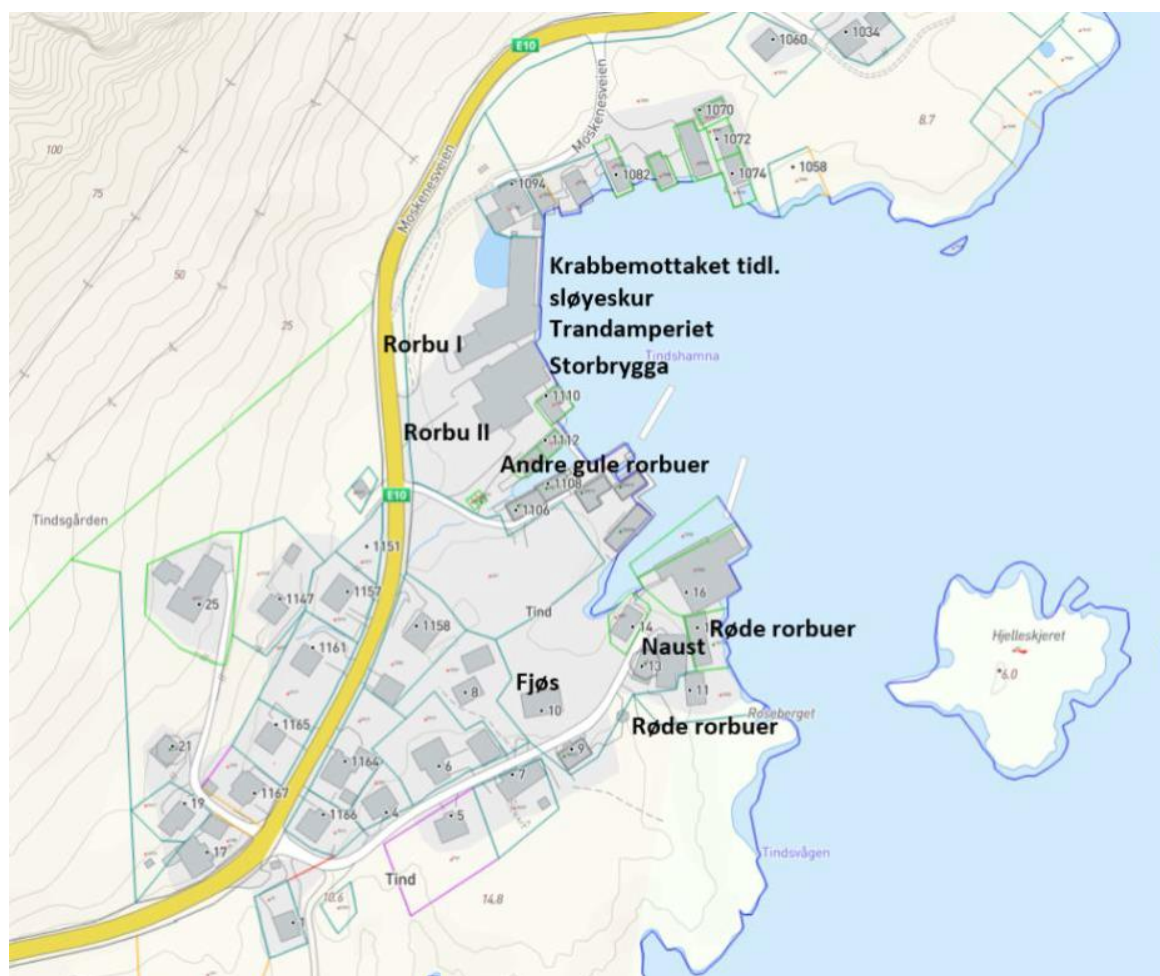 E10
1060
1034
Moskenesveien
100
8.7
1070
1072
75
1082
1074
1058
1094
Moskenesveien
50
Krabbemottaket tidl.
sløyeskur
25
Trandamperiet
Rorbu I
Tindshamna
Storbrygga
1110
Rorbu II
1112
Andre gule rorbuer
1108
E10
1106
Tindsgården
1151
1157
16
1147
25
Tind
14
1158
Røde rorbuer
Hjelleskjeret
1161
Naust
13
6.0
Fjøs
8
11
10
Roseberget
1165
Røde rorbuer
21
9
1164
6
7
1167
19
1166
4
5
17
Tindsvågen
Tind
10.6
14.8